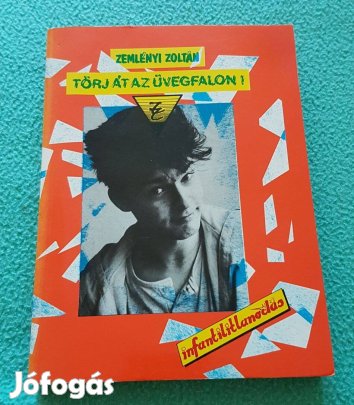 ZEMLÉNYI ZOLTÁN
TÖRJ ÁT AZ ÜVEGFALON!
infantilitlanodás
Jófogás